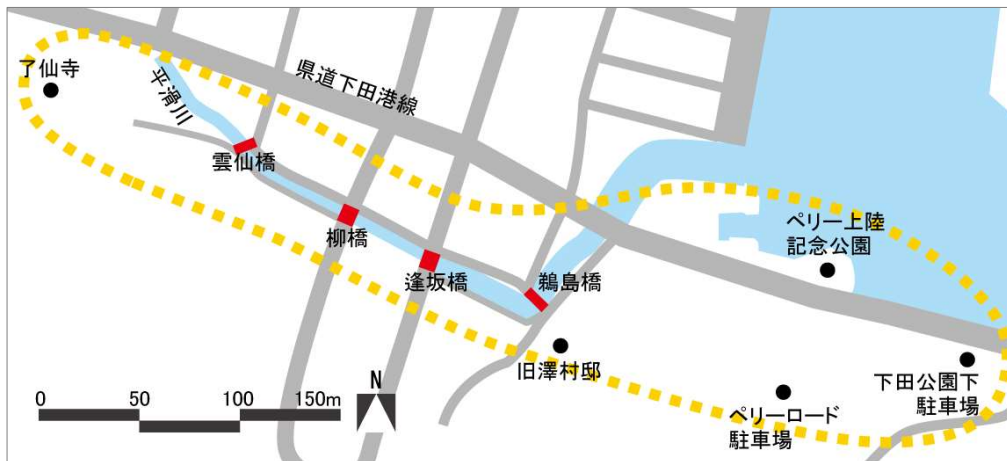 了仙寺
平滑川
県道下田港線
雲仙橋
柳橋
逢坂橋
鵜島橋
ペリー上陸
記念公園
旧澤村邸
ペリーロード
駐車場
下田公園下
駐車場
0 50 100 150m
N